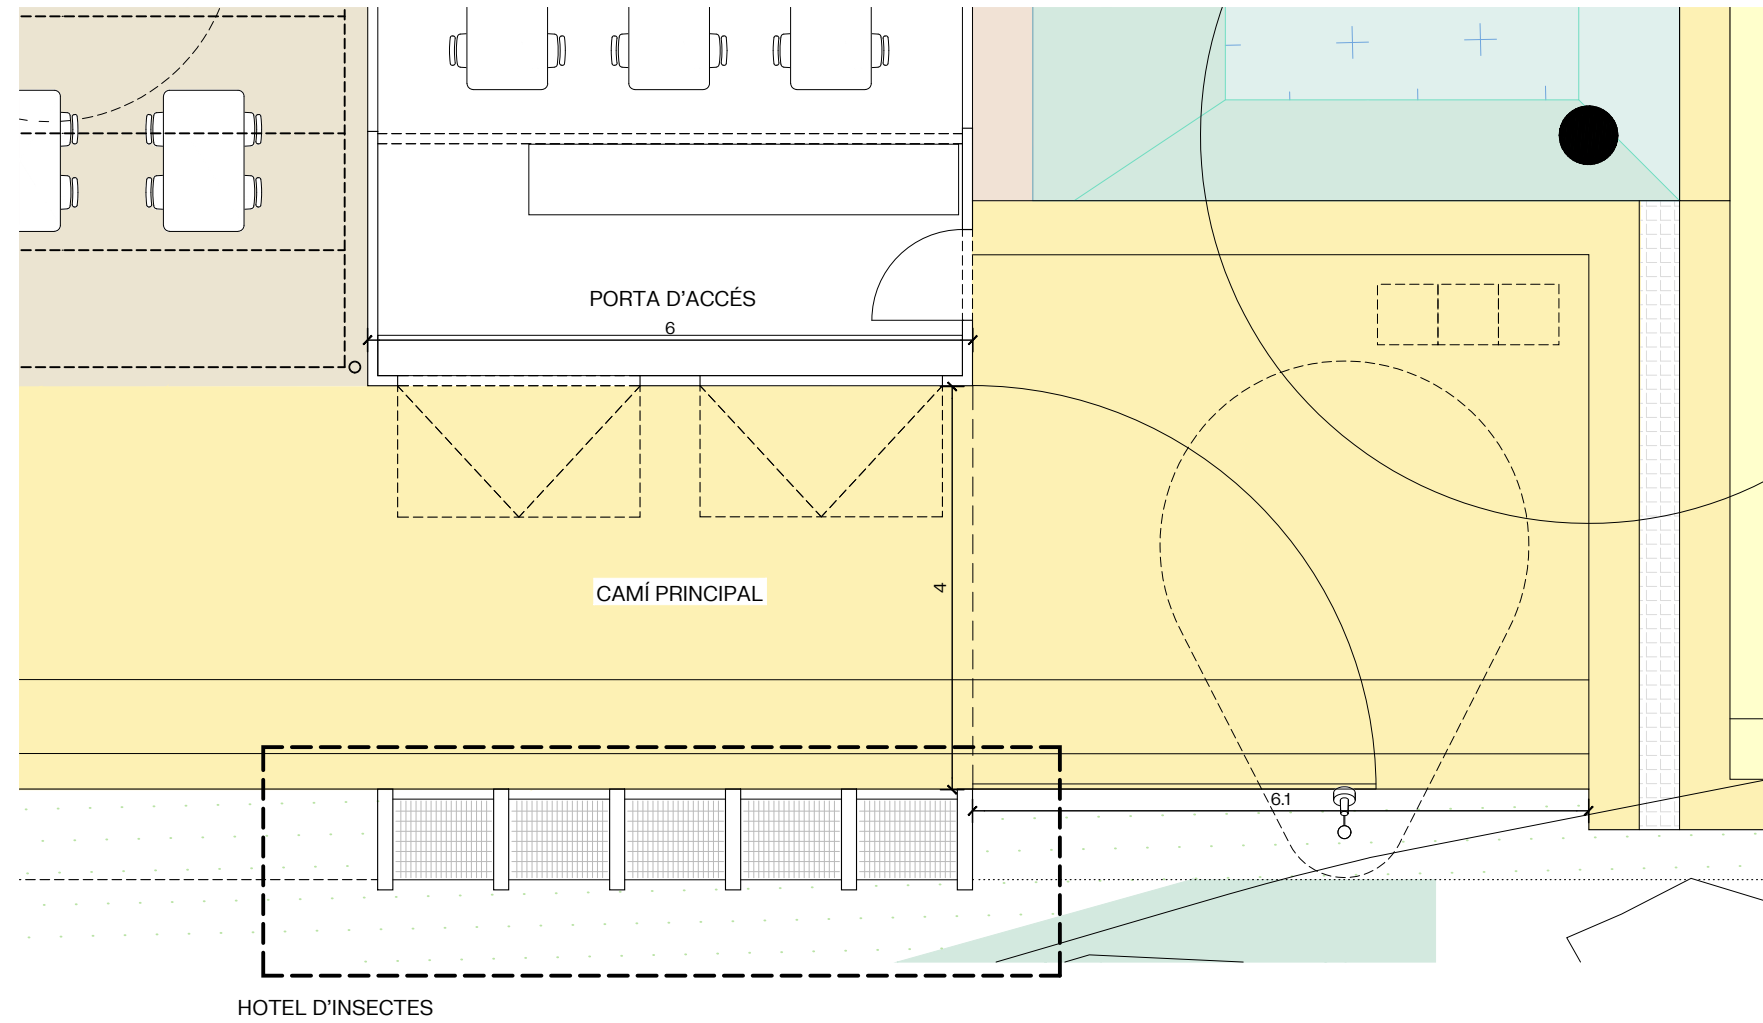 PORTA D'ACCÉS
6
CAMÍ PRINCIPAL
4
6.1
HOTEL D'INSECTES